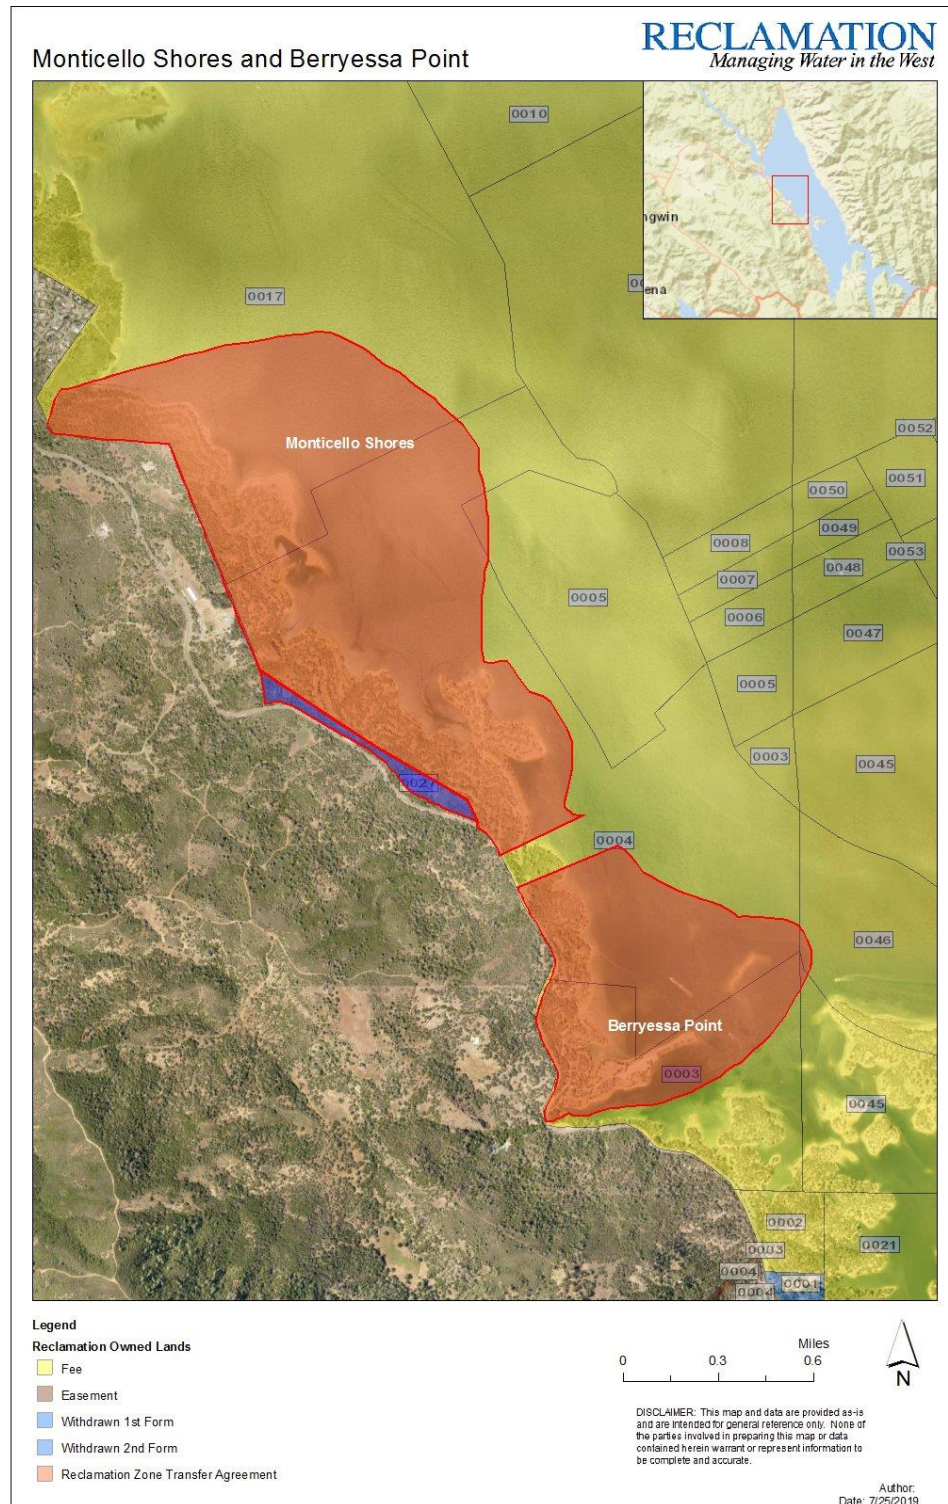 Monticello Shores and Berryessa Point
RECLAMATION
Managing Water in the West
0010
ngwin
ena
0017
00
Monticello Shores
0052
0051
0050
0049
0053
0048
0008
0007
0006
0047
0005
0005
0003
0045
0027
0004
0046
Berryessa Point
0003
0045
0002
0003
0021
0004
0001
0004
Legend
Reclamation Owned Lands
Fee
Easement
Withdrawn 1st Form
Withdrawn 2nd Form
Reclamation Zone Transfer Agreement
Miles
0 0.3 0.6
N
DISCLAIMER: This map and data are provided as-is
and are intended for general reference only. None of
the parties involved in preparing this map or data
contained herein warrant or represent information to
be complete and accurate.
Author:
Date: 7/25/2019